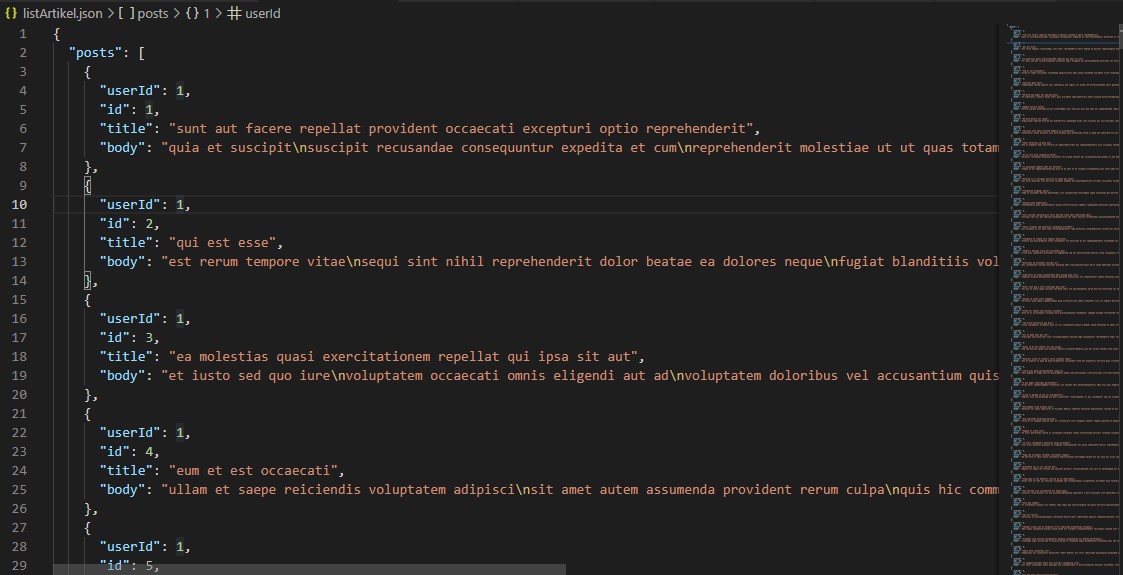 {} listArtikel.json > [ ] posts > {} 1 > # userId
1 {
2 "posts": [
3 {
4 "userId": 1,
5 "id": 1,
6 "title": "sunt aut facere repellat provident occaecati excepturi optio reprehenderit",
7 "body": "quia et suscipit\nsuscipit recusandae consequuntur expedita et cum\nreprehenderit molestiae ut ut quas totam
8 },
9 {
10 "userId": 1,
11 "id": 2,
12 "title": "qui est esse",
13 "body": "est rerum tempore vitae\nsequi sint nihil reprehenderit dolor beatae ea dolores neque\nfugiat blanditiis vol
14 },
15 {
16 "userId": 1,
17 "id": 3,
18 "title": "ea molestias quasi exercitationem repellat qui ipsa sit aut",
19 "body": "et iusto sed quo iure\nvoluptatem occaecati omnis eligendi aut ad\nvoluptatem doloribus vel accusantium quis
20 },
21 {
22 "userId": 1,
23 "id": 4,
24 "title": "eum et est occaecati",
25 "body": "ullam et saepe reiciendis voluptatem adipisci\nsit amet autem assumenda provident rerum culpa\nquis hic comm
26 },
27 {
28 "userId": 1,
29 "id": 5,